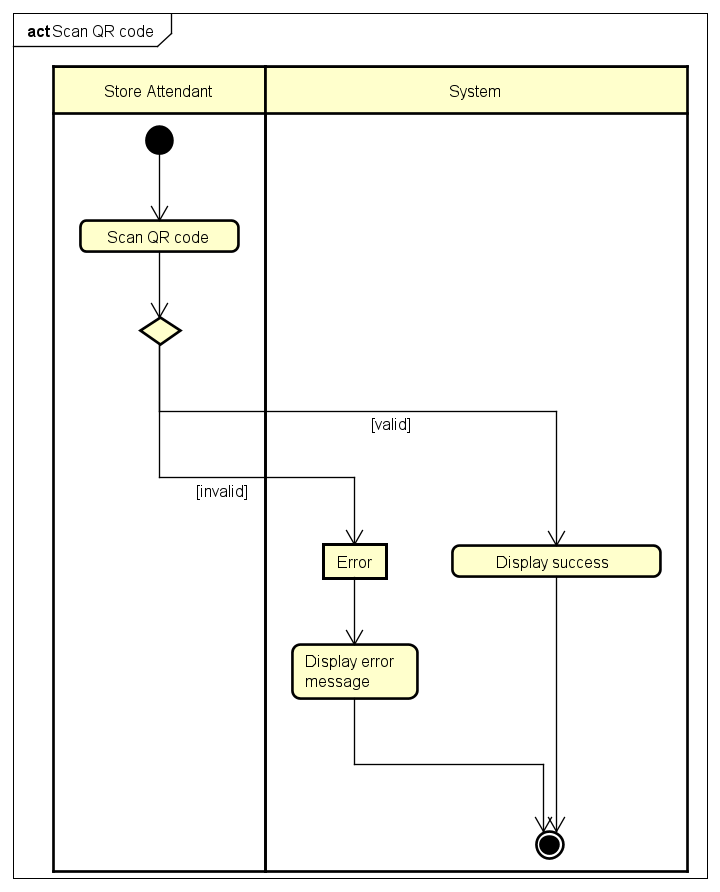 act Scan QR code
Store Attendant
System
Scan QR code
[valid]
[invalid]
Error
Display success
Display error
message